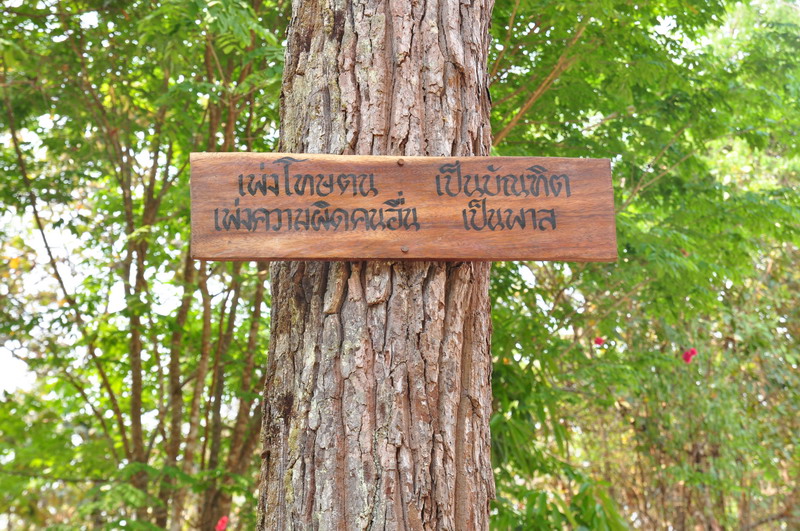 เพ่งโทษตน เป็นบัณฑิต
เพ่งความผิดคนอื่น เป็นพาล